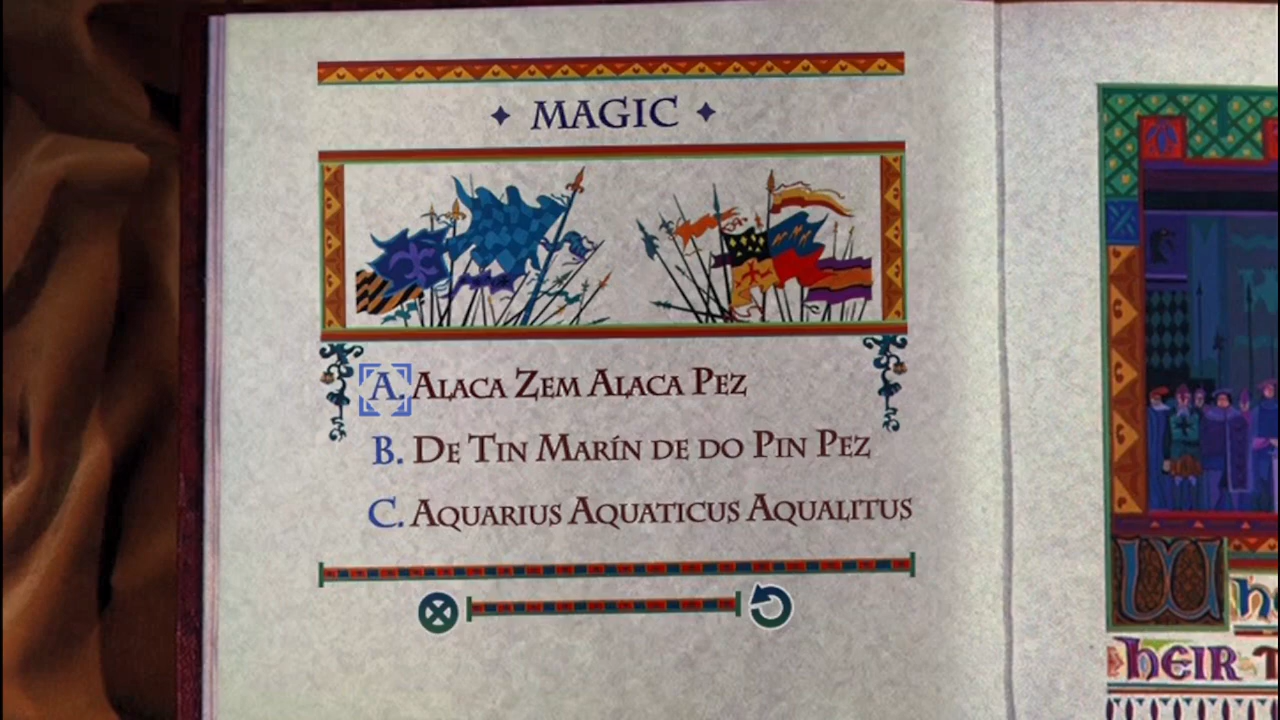 MAGIC
A. ALACA ZEM ALACA PEZ
B. DE TIN MARÍN DE DO PIN PEZ
C. AQUARIUS AQUATICUS AQUALITUS
HEIR